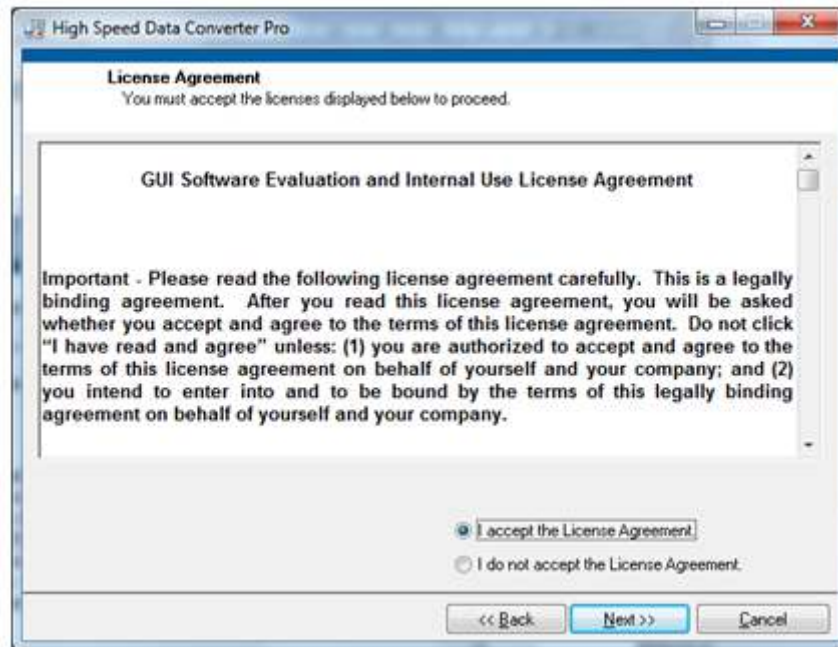 High Speed Data Converter Pro
License Agreement
You must accept the licenses displayed below to proceed.
GUI Software Evaluation and Internal Use License Agreement
Important - Please read the following license agreement carefully. This is a legally
binding agreement. After you read this license agreement, you will be asked
whether you accept and agree to the terms of this license agreement. Do not click
“I have read and agree” unless: (1) you are authorized to accept and agree to the
terms of this license agreement on behalf of yourself and your company; and (2)
you intend to enter into and to be bound by the terms of this legally binding
agreement on behalf of yourself and your company.
I accept the License Agreement.
I do not accept the License Agreement.
<< Back Next >> Cancel